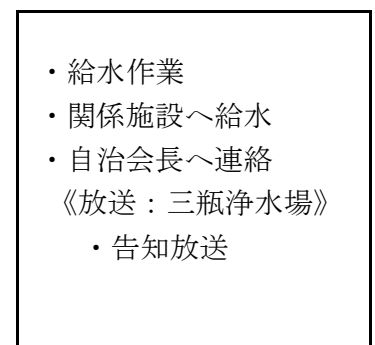 ・給水作業
・関係施設へ給水
・自治会長へ連絡
《放送：三瓶浄水場》
・告知放送